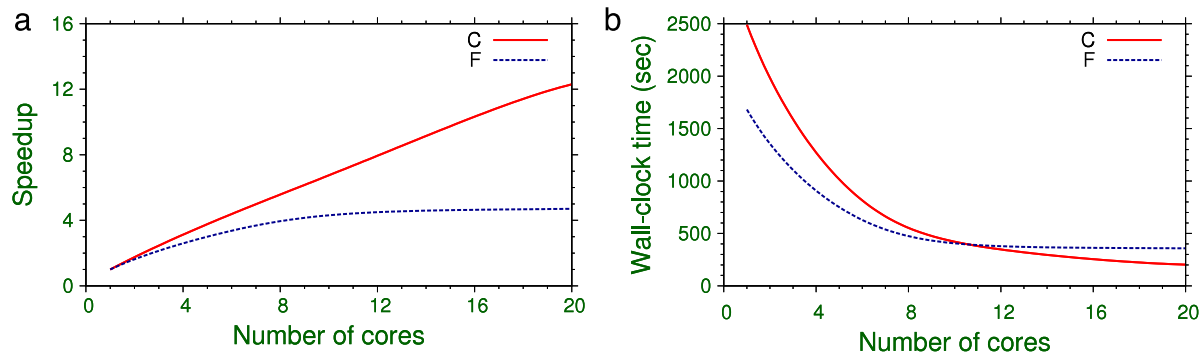 a
16
12
8
4
0
Speedup
C
F
0 4 8 12 16 20
Number of cores
b
2500
2000
1500
1000
500
0
Wall-clock time (sec)
C
F
0 4 8 12 16 20
Number of cores